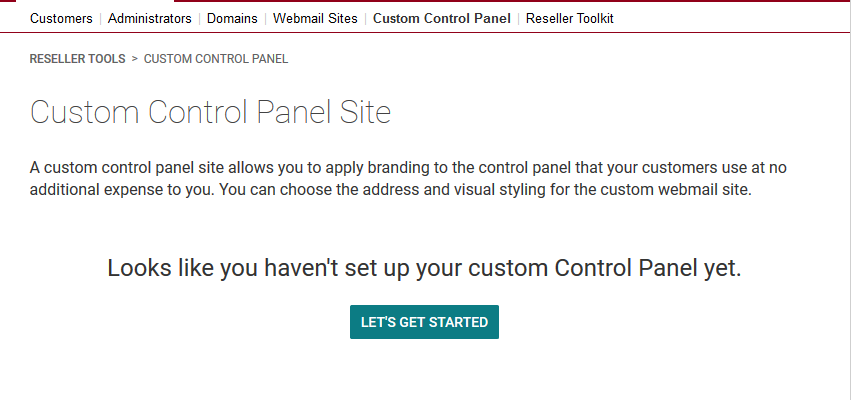 Customers | Administrators | Domains | Webmail Sites | Custom Control Panel | Reseller Toolkit
RESELLER TOOLS > CUSTOM CONTROL PANEL
Custom Control Panel Site
A custom control panel site allows you to apply branding to the control panel that your customers use at no
additional expense to you. You can choose the address and visual styling for the custom webmail site.
Looks like you haven't set up your custom Control Panel yet.
LET'S GET STARTED